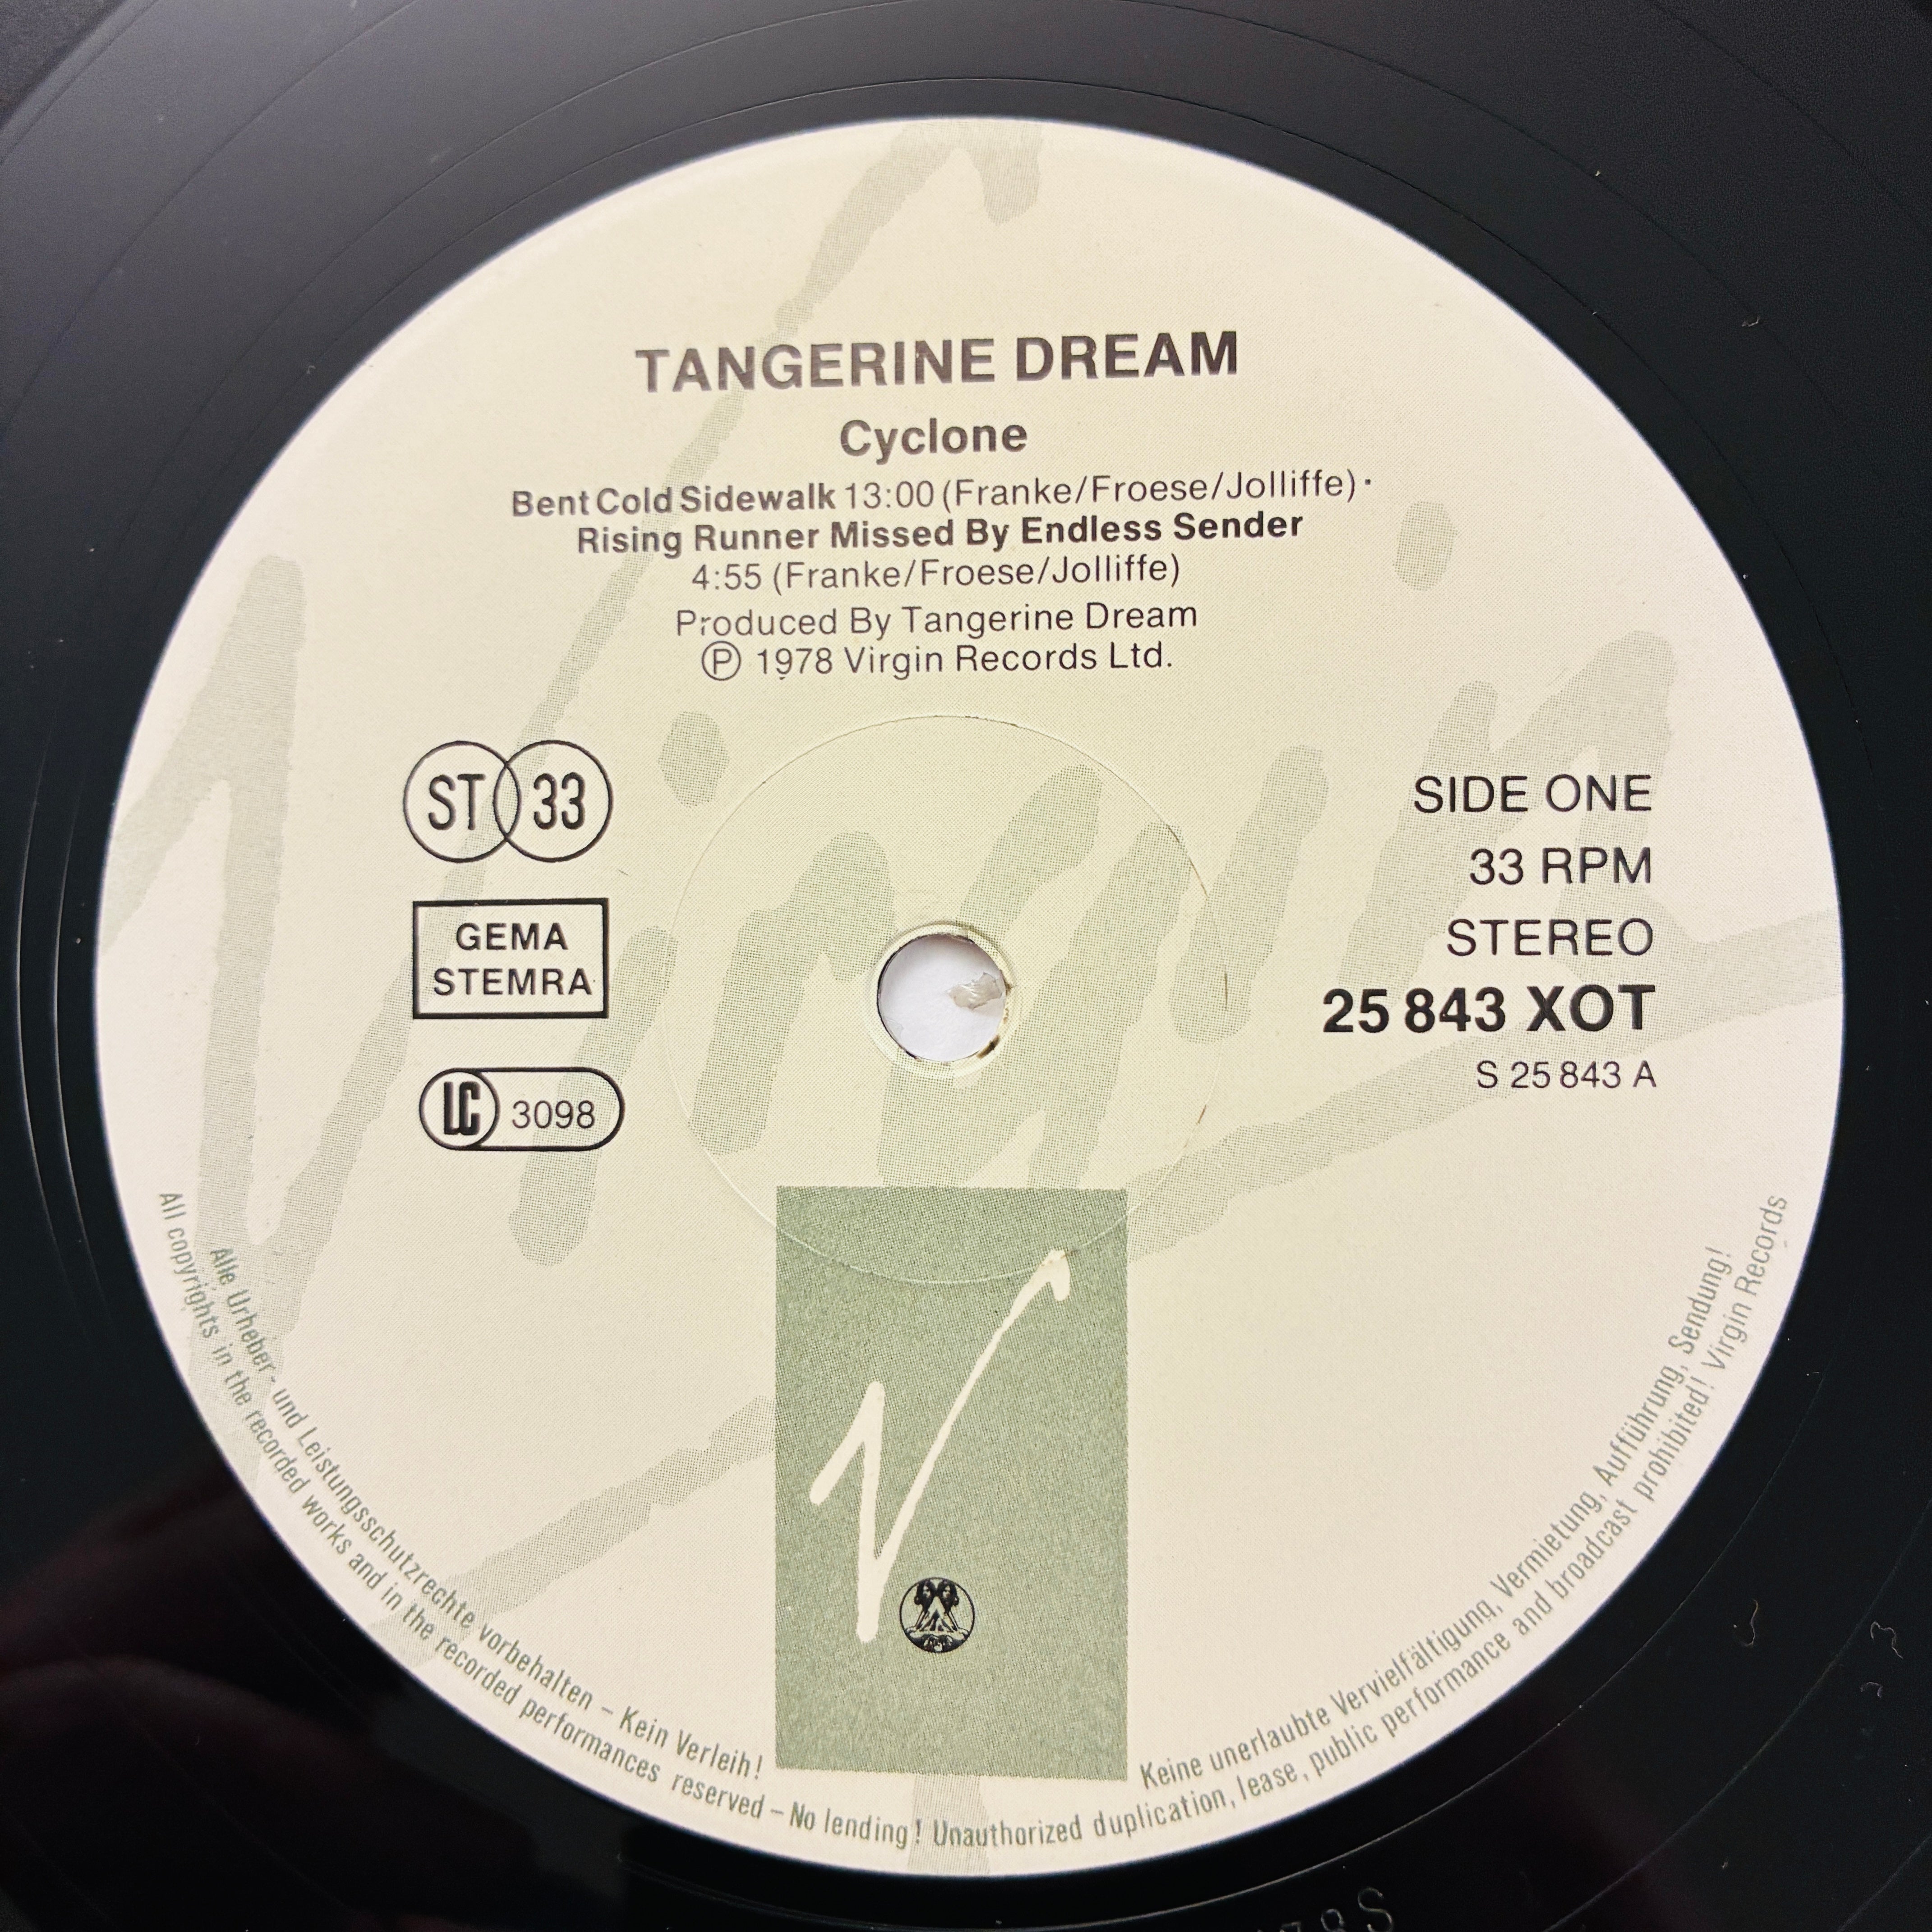 TANGERINE DREAM
Cyclone
Bent Cold Sidewalk 13:00 (Franke/Froese/Jolliffe) •
Rising Runner Missed By Endless Sender
4:55 (Franke/Froese/Jolliffe)
Produced By Tangerine Dream
Ⓟ 1978 Virgin Records Ltd.
ST 33
GEMA
STEMRA
LC 3098
SIDE ONE
33 RPM
STEREO
25 843 XOT
S 25 843 A
Virgin
V
Alle Urheber- und Leistungsschutzrechte vorbehalten – Kein Verleih! Keine unerlaubte Vervielfältigung, Vermietung, Aufführung, Sendung!
All copyrights in the recorded works and in the recorded performances reserved – No lending! Unauthorized duplication, lease, public performance and broadcast prohibited! Virgin Records